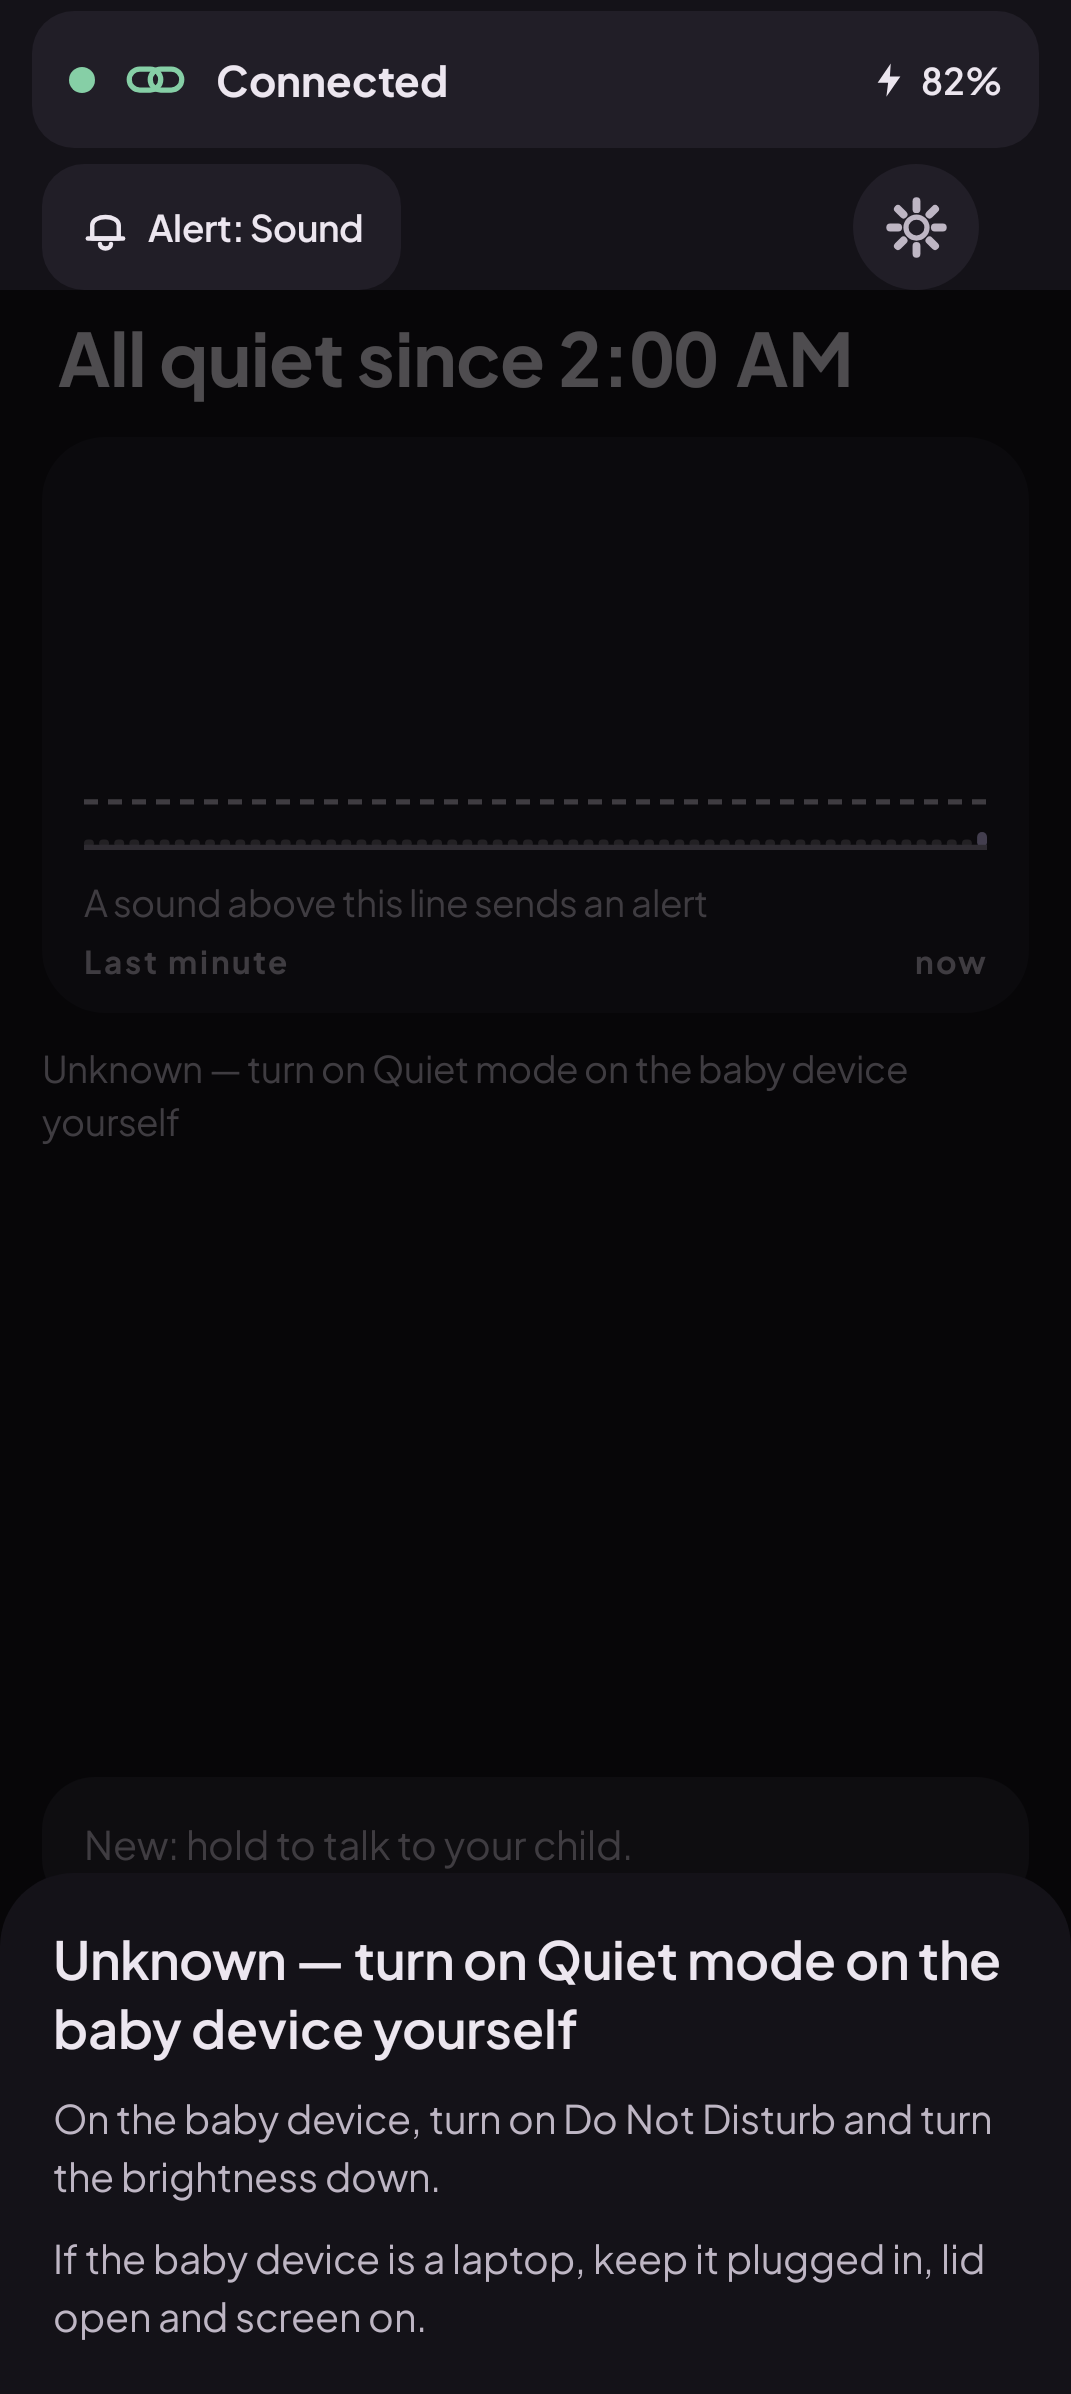 Connected
82%
Alert: Sound
All quiet since 2:00 AM
A sound above this line sends an alert
Last minute
now
Unknown — turn on Quiet mode on the baby device
yourself
New: hold to talk to your child.
Unknown — turn on Quiet mode on the
baby device yourself
On the baby device, turn on Do Not Disturb and turn
the brightness down.
If the baby device is a laptop, keep it plugged in, lid
open and screen on.